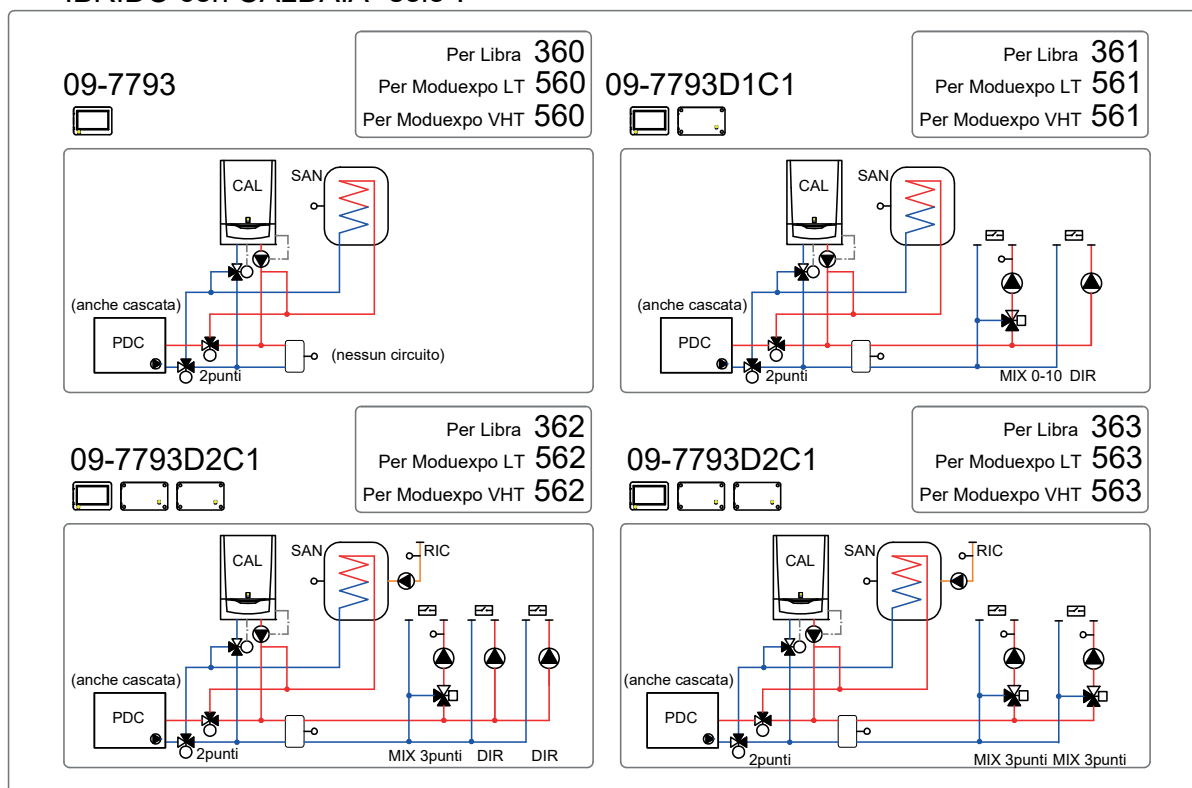 09-7793
Per Libra 360
Per Moduexpo LT 560
Per Moduexpo VHT 560
CAL
SAN
(anche cascata)
PDC
2punti
(nessun circuito)
09-7793D1C1
Per Libra 361
Per Moduexpo LT 561
Per Moduexpo VHT 561
CAL
SAN
(anche cascata)
PDC
2punti
MIX 0-10 DIR
09-7793D2C1
Per Libra 362
Per Moduexpo LT 562
Per Moduexpo VHT 562
CAL
SAN
RIC
(anche cascata)
PDC
2punti
MIX 3punti DIR DIR
09-7793D2C1
Per Libra 363
Per Moduexpo LT 563
Per Moduexpo VHT 563
CAL
SAN
RIC
(anche cascata)
PDC
2punti
MIX 3punti MIX 3punti